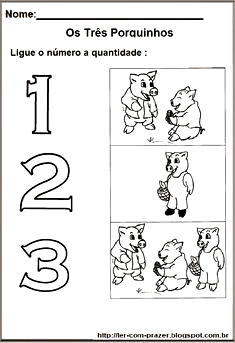 Nome:
Os Três Porquinhos
Ligue o número a quantidade :
1
2
3
http://ler-com-prazer.blogspot.com.br